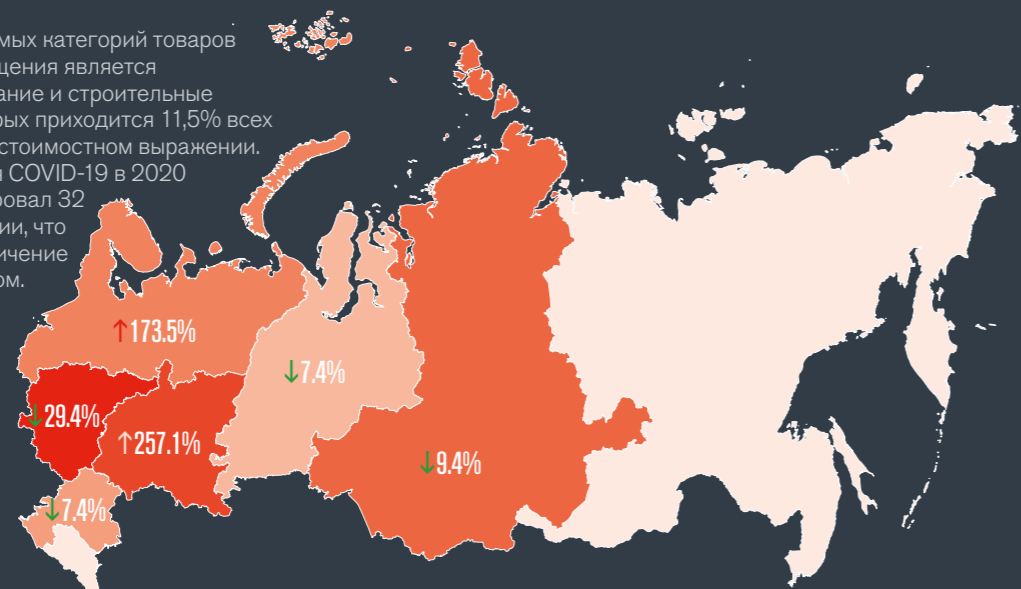 мых категорий товаров
щения является
ание и строительные
рых приходится 11,5% всех
стоимостном выражении.
я COVID-19 в 2020
ровал 32
ии, что
ичение
ом.
↑173.5%
↓7.4%
↓29.4%
↑257.1%
↓9.4%
↓7.4%